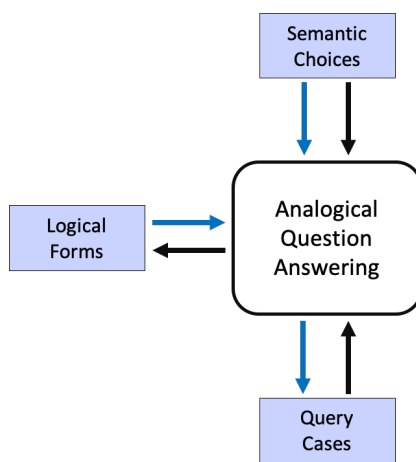 Semantic
Choices
Logical
Forms
Analogical
Question
Answering
Query
Cases